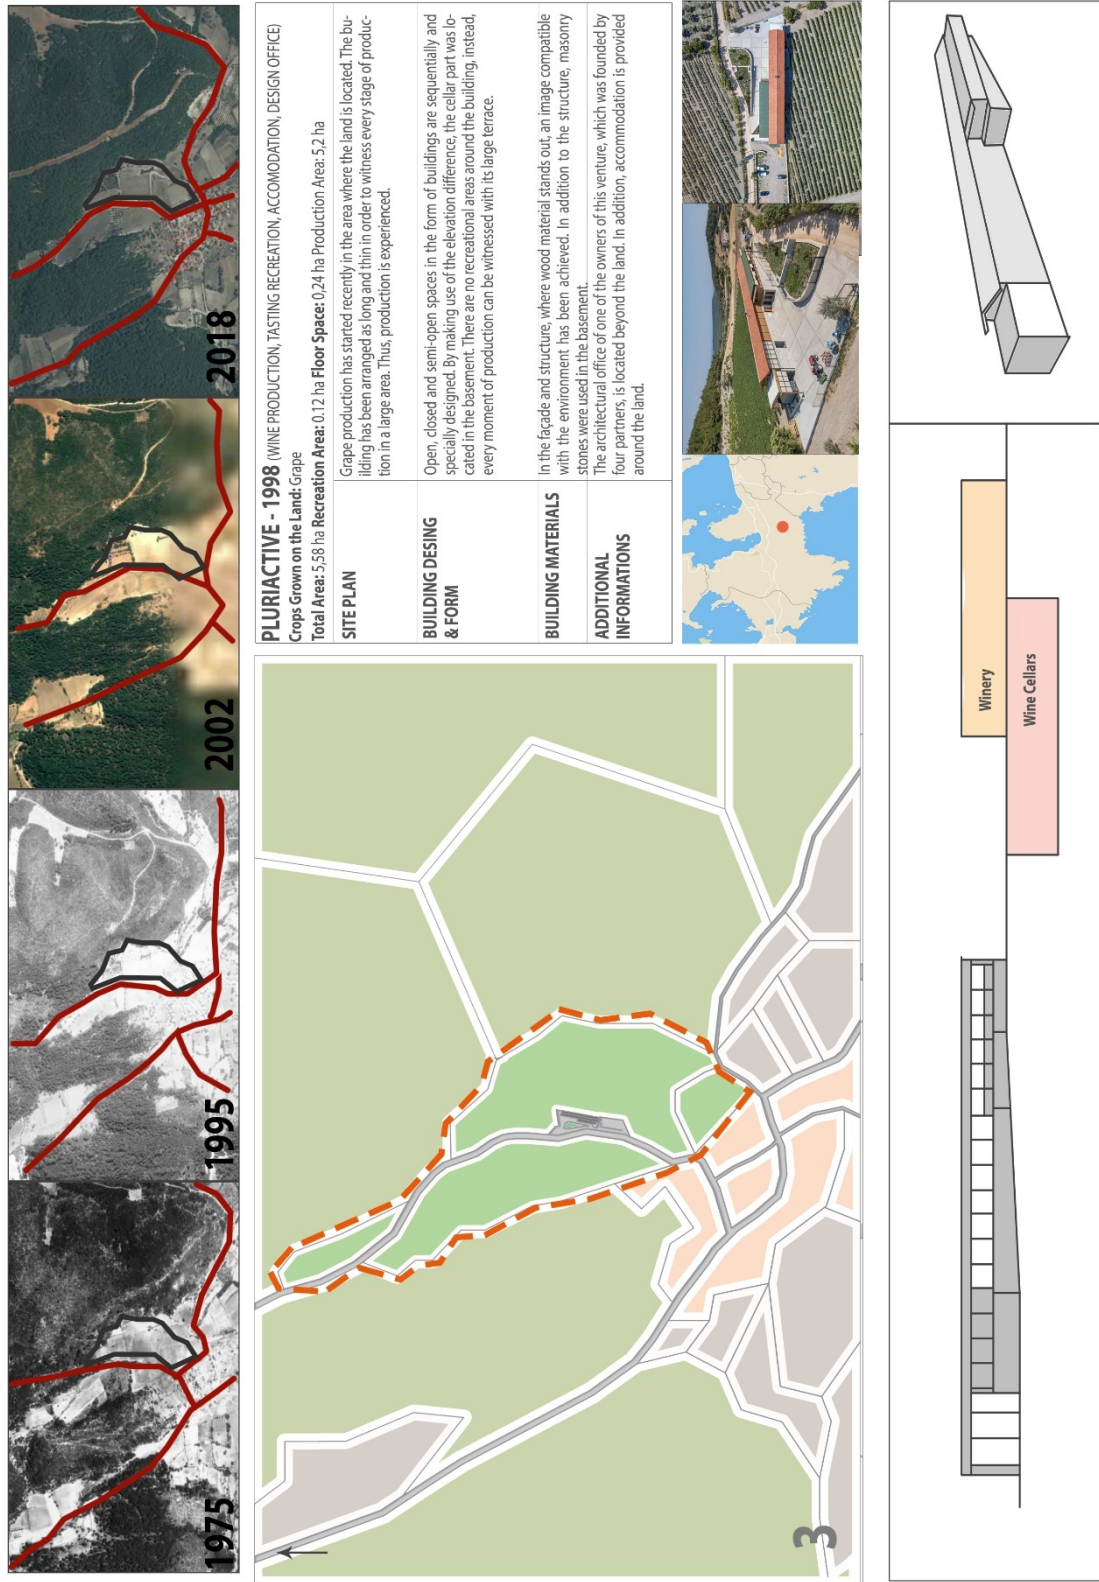 1975
1995
2002
2018
PLURIACTIVE - 1998 (WINE PRODUCTION, TASTING RECREATION, ACCOMODATION, DESIGN OFFICE)
Crops Grown on the Land: Grape
Total Area: 5,58 ha Recreation Area: 0.12 ha Floor Space: 0,24 ha Production Area: 5,2 ha
SITE PLAN
Grape production has started recently in the area where the land is located. The bu-
ilding has been arranged as long and thin in order to witness every stage of produc-
tion in a large area. Thus, production is experienced.
BUILDING DESING
& FORM
Open, closed and semi-open spaces in the form of buildings are sequentially and
specially designed. By making use of the elevation difference, the cellar part was lo-
cated in the basement. There are no recreational areas around the building, instead,
every moment of production can be witnessed with its large terrace.
BUILDING MATERIALS
In the façade and structure, where wood material stands out, an image compatible
with the environment has been achieved. In addition to the structure, masonry
stones were used in the basement.
ADDITIONAL
INFORMATIONS
The architectural office of one of the owners of this venture, which was founded by
four partners, is located beyond the land. In addition, accommodation is provided
around the land.
3
Winery
Wine Cellars